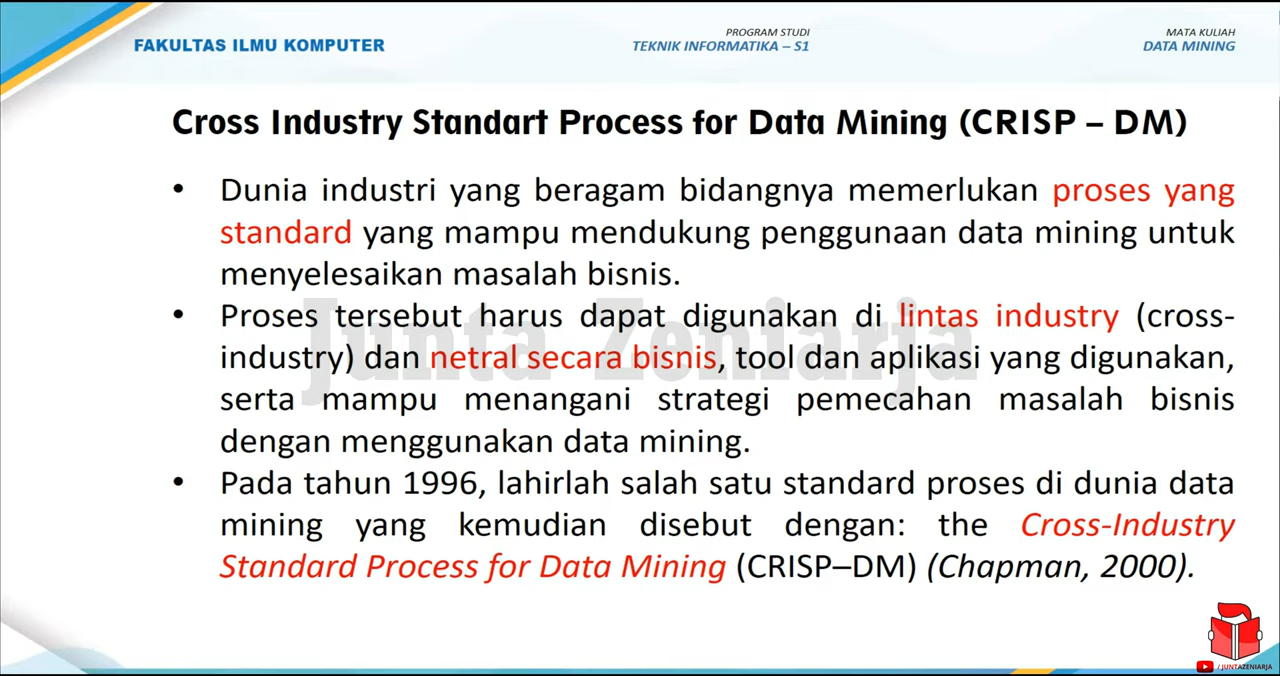 FAKULTAS ILMU KOMPUTER
PROGRAM STUDI
TEKNIK INFORMATIKA – S1
MATA KULIAH
DATA MINING
Cross Industry Standart Process for Data Mining (CRISP – DM)
• Dunia industri yang beragam bidangnya memerlukan proses yang
standard yang mampu mendukung penggunaan data mining untuk
menyelesaikan masalah bisnis.
• Proses tersebut harus dapat digunakan di lintas industry (cross-
industry) dan netral secara bisnis, tool dan aplikasi yang digunakan,
serta mampu menangani strategi pemecahan masalah bisnis
dengan menggunakan data mining.
• Pada tahun 1996, lahirlah salah satu standard proses di dunia data
mining yang kemudian disebut dengan: the Cross-Industry
Standard Process for Data Mining (CRISP–DM) (Chapman, 2000).
Junta Zeniarja
/ JUNTAZENIARJA